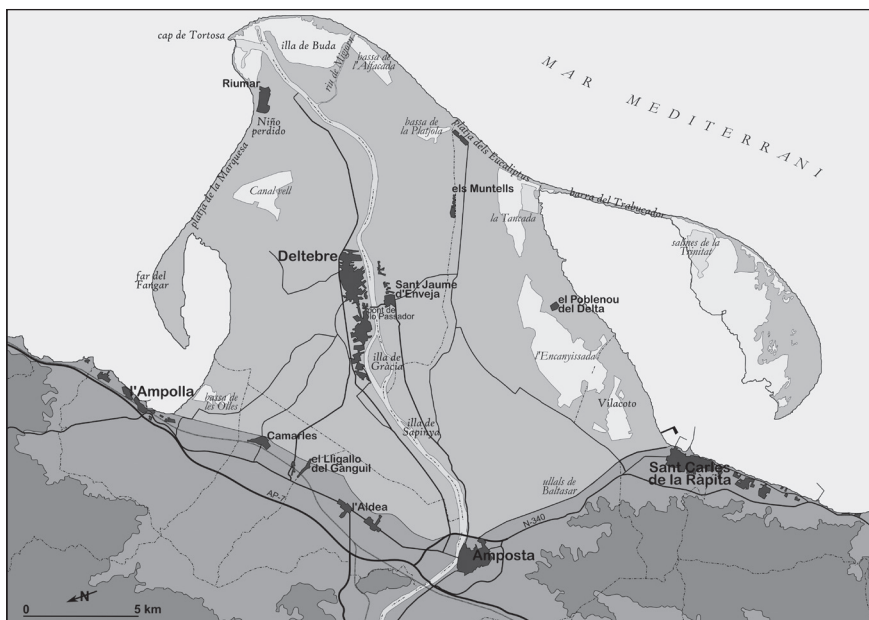 cap de Tortosa
illa de Buda
riu de Migjorn
bassa de
l'Alfacada
MAR MEDITERRANI
Riumar
Niño
perdido
bassa de
la Platjola
platja dels Eucaliptus
platja de la Marquesa
Canal vell
els Muntells
la Tancada
barra del Trabucador
salines de la
Trinitat
far del
Fangar
Deltebre
Sant Jaume
d'Enveja
pont de
lo Passador
el Poblenou
del Delta
illa de
Gràcia
l'Encanyissada
l'Ampolla
bassa de
les Olles
Vilacoto
illa de
Sapinya
Camarles
el Lligallo
del Gànguil
ullals de
Baltasar
Sant Carles
de la Ràpita
AP-7
l'Aldea
N-340
Amposta
N
0 5 km